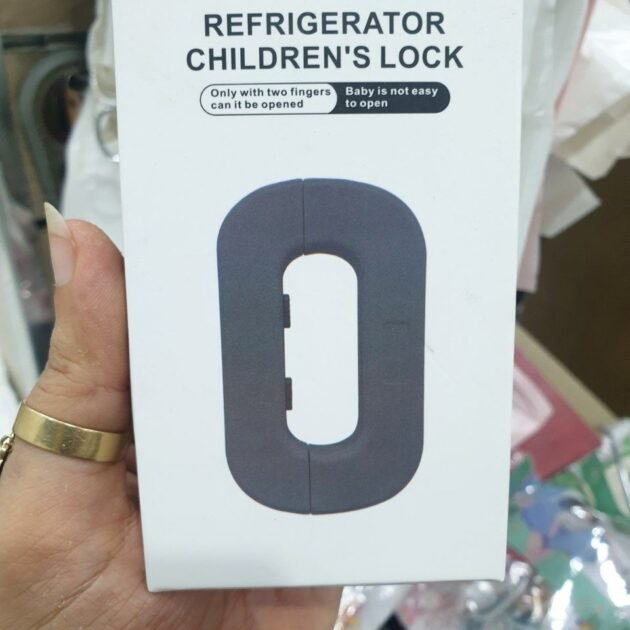 REFRIGERATOR
CHILDREN'S LOCK
Only with two fingers
can it be opened
Baby is not easy
to open